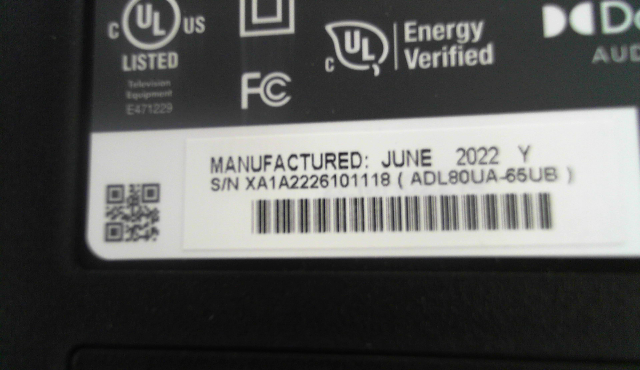 C UL US
LISTED
Television
Equipment
E471229
FC
C UL
Energy
Verified
MANUFACTURED: JUNE 2022 Y
S/N XA1A2226101118 ( ADL80UA-65UB )